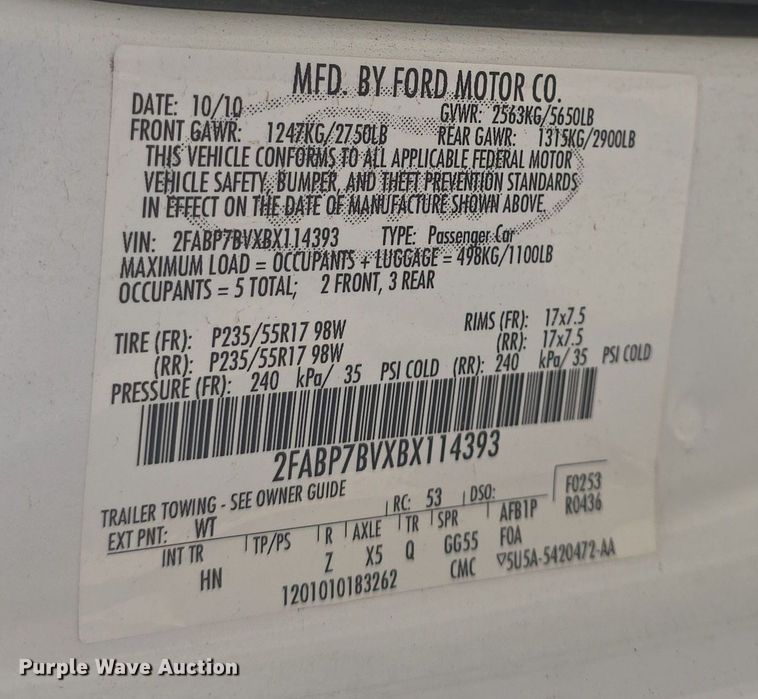 MFD. BY FORD MOTOR CO.
DATE: 10/10 GVWR: 2563KG/5650LB
FRONT GAWR: 1247KG/2750LB REAR GAWR: 1315KG/2900LB
THIS VEHICLE CONFORMS TO ALL APPLICABLE FEDERAL MOTOR
VEHICLE SAFETY, BUMPER, AND THEFT PREVENTION STANDARDS
IN EFFECT ON THE DATE OF MANUFACTURE SHOWN ABOVE.
VIN: 2FABP7BVXBX114393 TYPE: Passenger Car
MAXIMUM LOAD = OCCUPANTS + LUGGAGE = 498KG/1100LB
OCCUPANTS = 5 TOTAL; 2 FRONT, 3 REAR
TIRE (FR): P235/55R17 98W RIMS (FR): 17x7.5
(RR): P235/55R17 98W (RR): 17x7.5
PRESSURE (FR): 240 kPa/ 35 PSI COLD (RR): 240 kPa/ 35 PSI COLD
2FABP7BVXBX114393
TRAILER TOWING - SEE OWNER GUIDE
EXT PNT: WT RC: 53 DSO: F0253
R0436
INT TR TP/PS R AXLE TR SPR AFB1P
HN Z X5 Q GG55 FOA
1201010183262 CMC ▽5U5A-5420472-AA
Purple Wave Auction